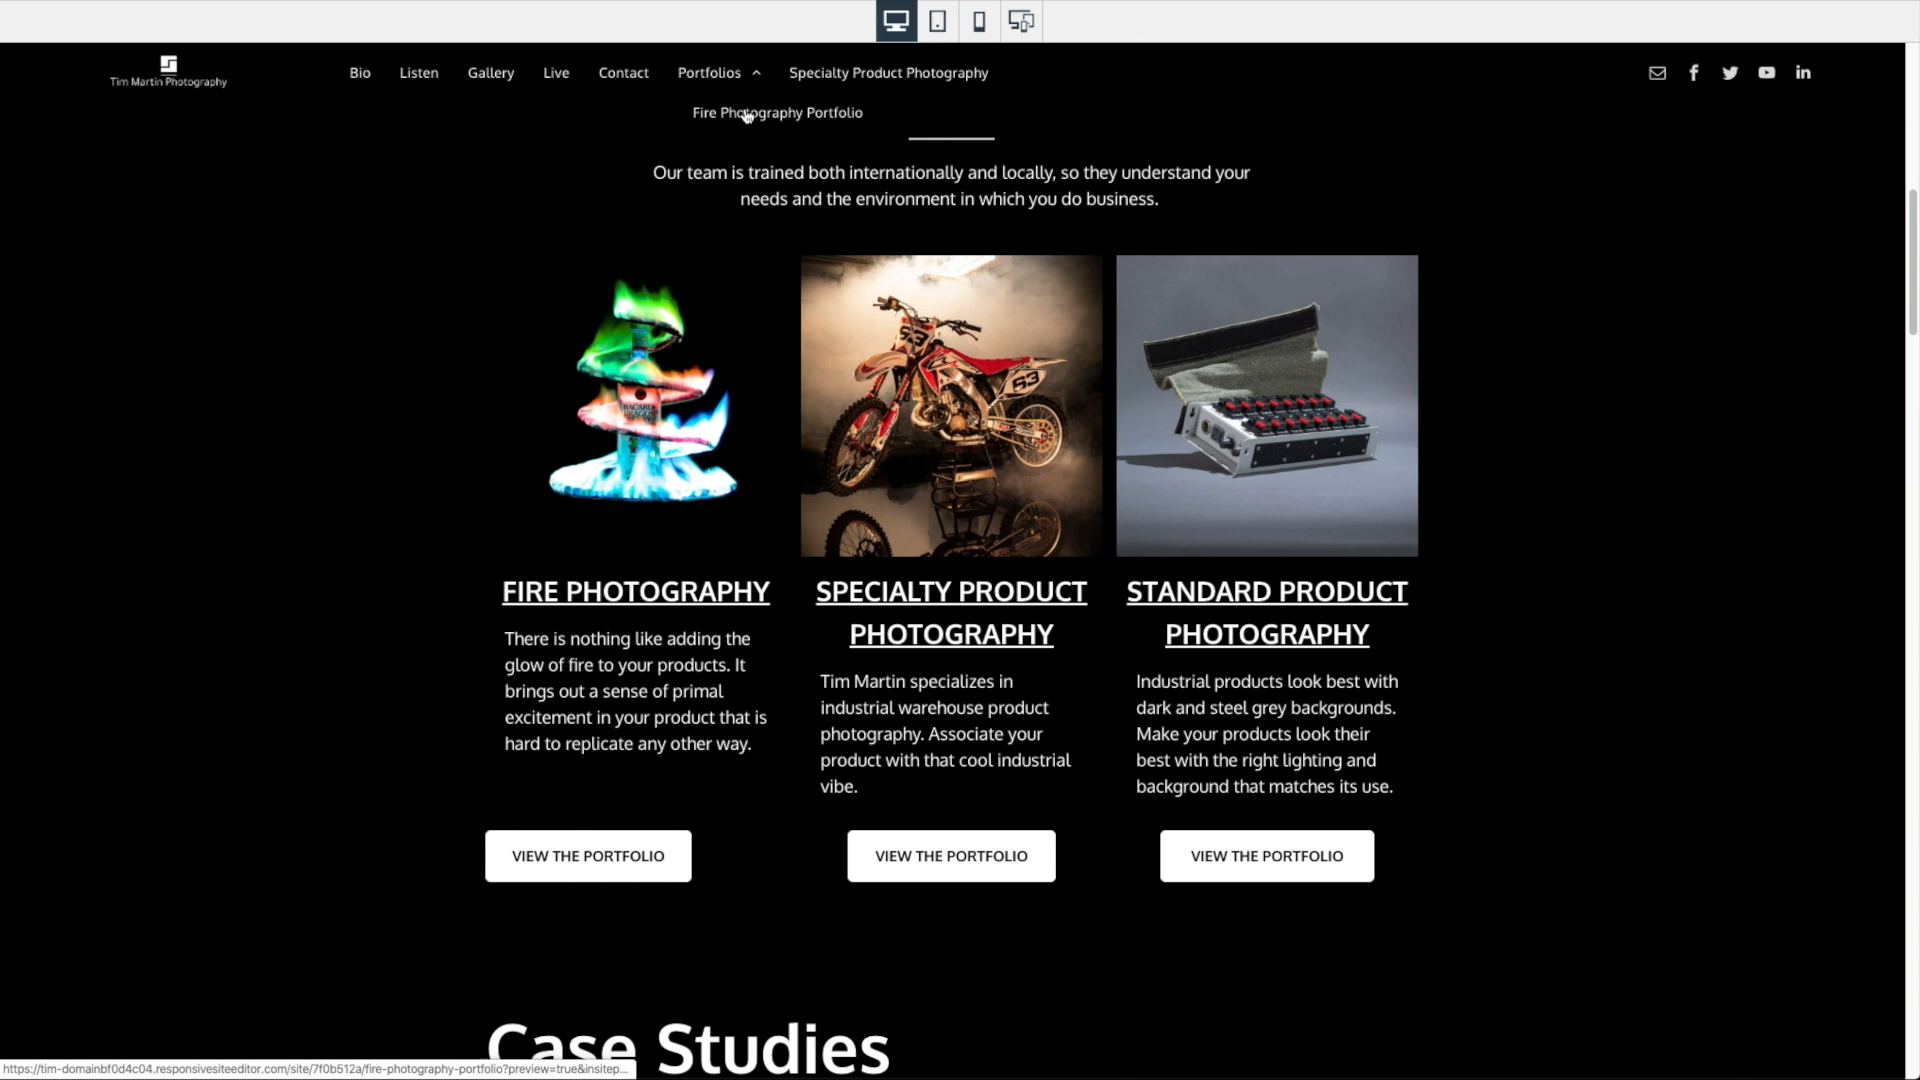 Tim Martin Photography
Bio
Listen
Gallery
Live
Contact
Portfolios
Specialty Product Photography
Fire Photography Portfolio
Our team is trained both internationally and locally, so they understand your
needs and the environment in which you do business.
BACARDI
53
53
FIRE PHOTOGRAPHY
There is nothing like adding the
glow of fire to your products. It
brings out a sense of primal
excitement in your product that is
hard to replicate any other way.
VIEW THE PORTFOLIO
SPECIALTY PRODUCT
PHOTOGRAPHY
Tim Martin specializes in
industrial warehouse product
photography. Associate your
product with that cool industrial
vibe.
VIEW THE PORTFOLIO
STANDARD PRODUCT
PHOTOGRAPHY
Industrial products look best with
dark and steel grey backgrounds.
Make your products look their
best with the right lighting and
background that matches its use.
VIEW THE PORTFOLIO
Case Studies
https://tim-domainbf0d4c04.responsivesiteeditor.com/site/7f0b512a/fire-photography-portfolio?preview=true&insitep...